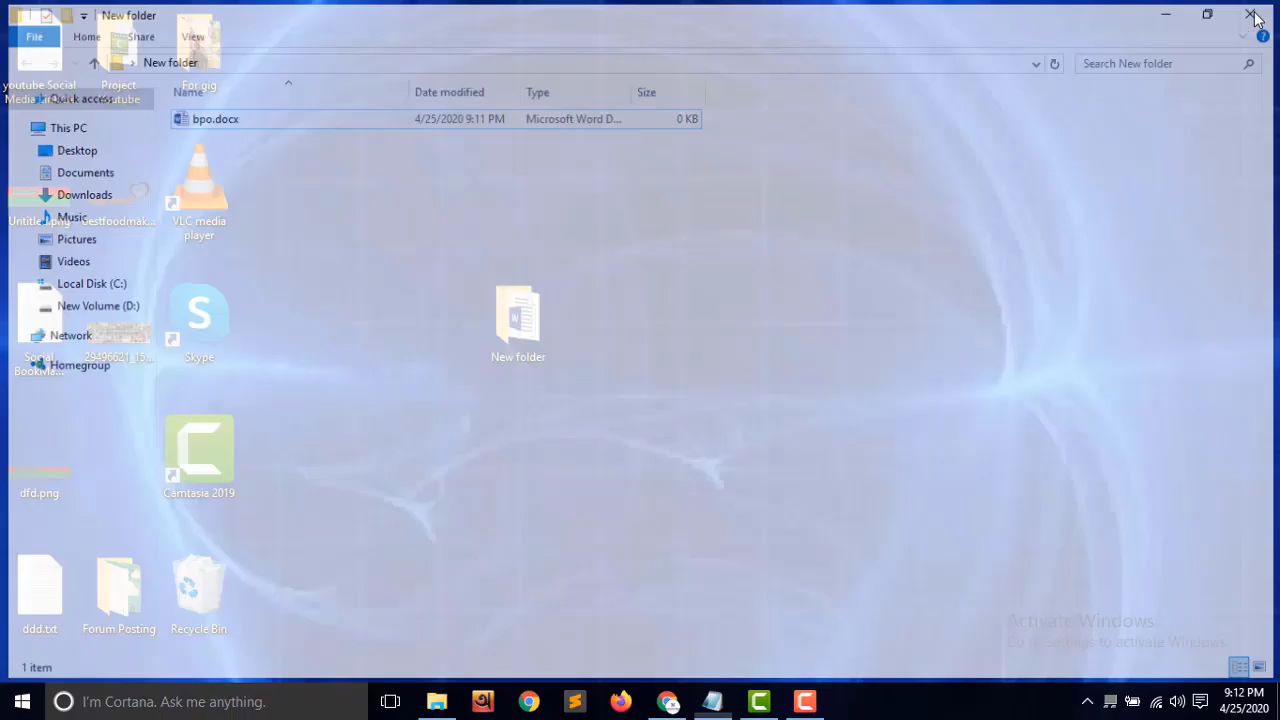 New folder
File
Home
Share
View
New folder
Search New folder
youtube Social
Project
For gig
Quick access
Name
Date modified
Type
Size
bpo.docx
4/25/2020 9:11 PM
Microsoft Word D...
0 KB
This PC
Desktop
Documents
Downloads
Music
Pictures
Videos
Local Disk (C:)
New Volume (D:)
Network
Homegroup
VLC media
player
Skype
New folder
29496621_15...
Social
Camtasia 2019
dfd.png
ddd.txt
Forum Posting
Recycle Bin
Activate Windows
Go to Settings to activate Windows.
1 item
I'm Cortana. Ask me anything.
9:12 PM
4/25/2020